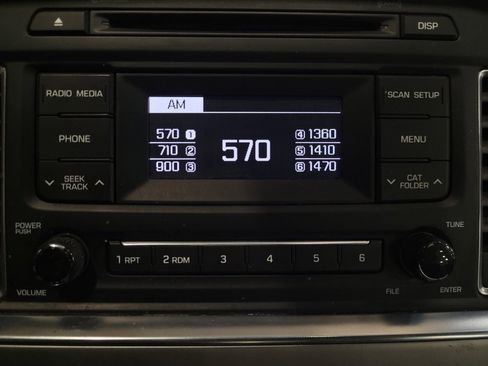 DISP
RADIO MEDIA
SCAN SETUP
AM
570 1 570 4 1360
710 2 5 1410
900 3 6 1470
PHONE
MENU
SEEK
TRACK
CAT
FOLDER
POWER
PUSH
TUNE
1 RPT 2 RDM 3 4 5 6
VOLUME
FILE ENTER